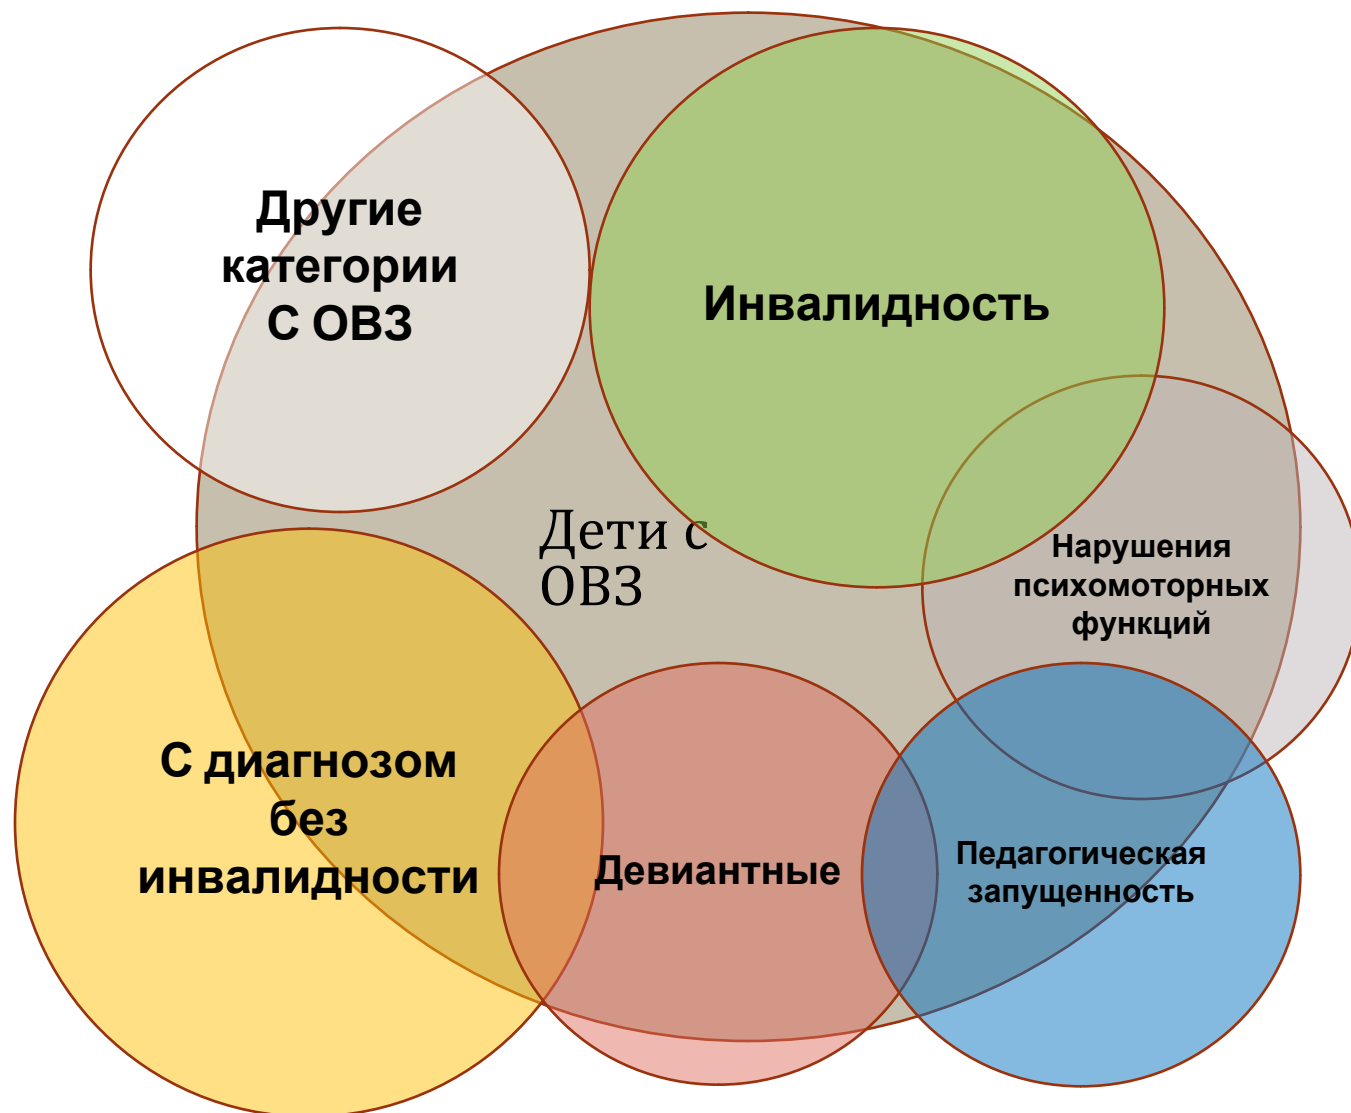 Другие
категории
С ОВЗ
Инвалидность
Дети с
ОВЗ
Нарушения
психомоторных
функций
С диагнозом
без
инвалидности
Девиантные
Педагогическая
запущенность